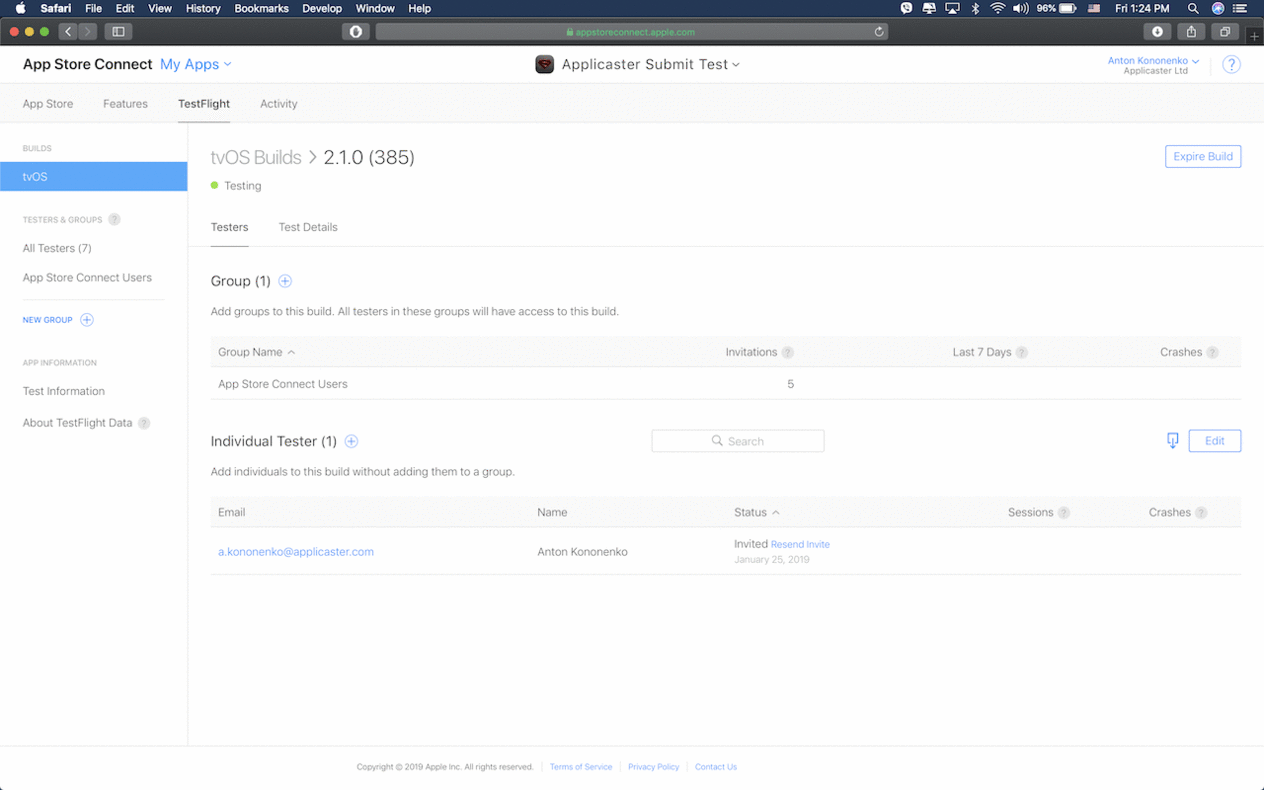 Safari File Edit View History Bookmarks Develop Window Help 96% Fri 1:24 PM
appstoreconnect.apple.com
App Store Connect My Apps Applicaster Submit Test Anton Kononenko
Applicaster Ltd
?
App Store Features TestFlight Activity
BUILDS
tvOS
TESTERS & GROUPS ?
All Testers (7)
App Store Connect Users
NEW GROUP
APP INFORMATION
Test Information
About TestFlight Data ?
tvOS Builds > 2.1.0 (385) Expire Build
Testing
Testers Test Details
Group (1)
Add groups to this build. All testers in these groups will have access to this build.
Group Name Invitations ? Last 7 Days ? Crashes ?
App Store Connect Users 5
Individual Tester (1) Search Edit
Add individuals to this build without adding them to a group.
Email Name Status Sessions ? Crashes ?
a.kononenko@applicaster.com Anton Kononenko Invited Resend Invite
January 25, 2019
Copyright © 2019 Apple Inc. All rights reserved. Terms of Service Privacy Policy Contact Us